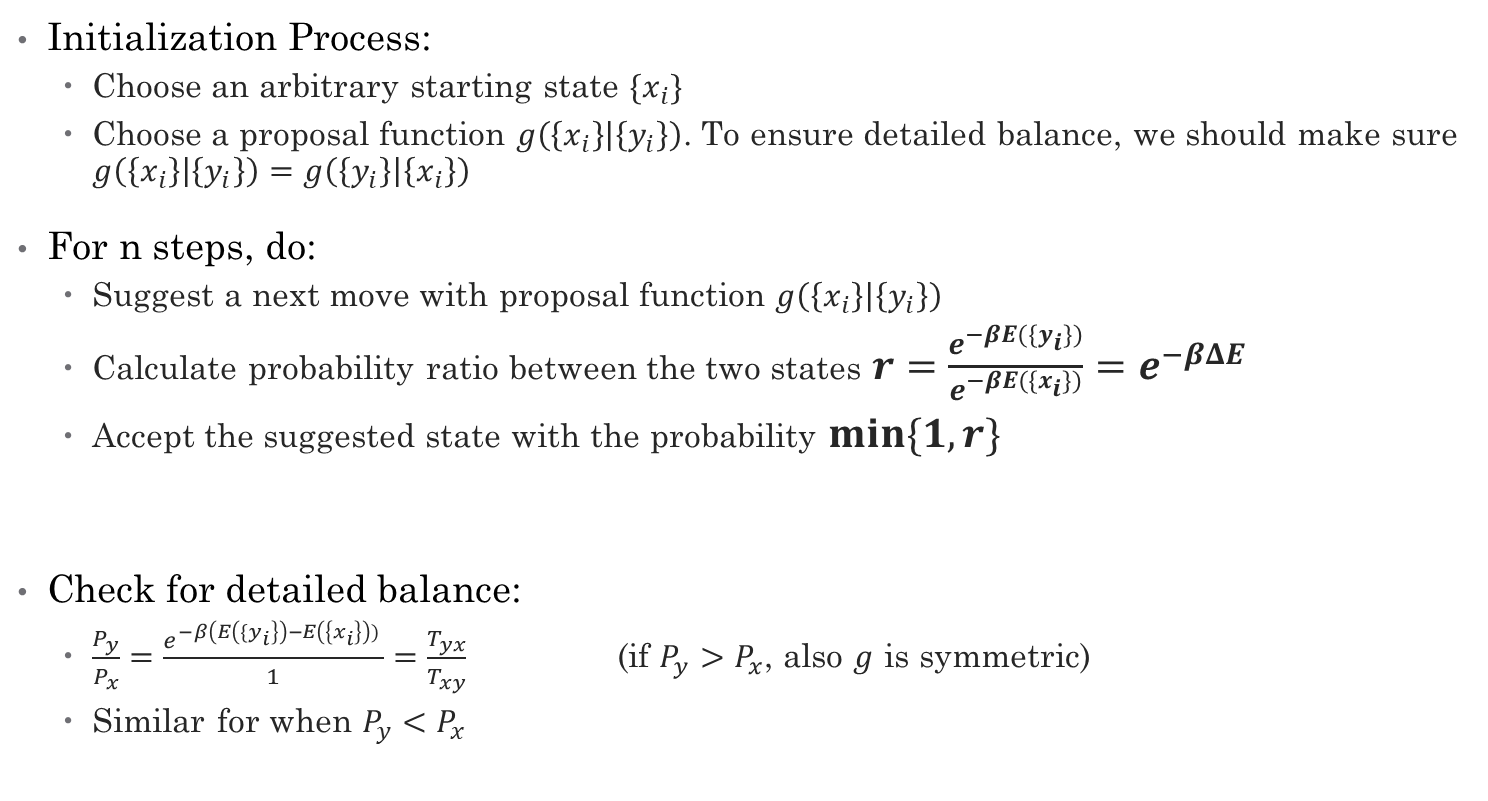 • Initialization Process:
• Choose an arbitrary starting state {xᵢ}
• Choose a proposal function g({xᵢ}|{yᵢ}). To ensure detailed balance, we should make sure
g({xᵢ}|{yᵢ}) = g({yᵢ}|{xᵢ})
• For n steps, do:
• Suggest a next move with proposal function g({xᵢ}|{yᵢ})
• Calculate probability ratio between the two states r = e^{−βE({yᵢ})} / e^{−βE({xᵢ})} = e^{−βΔE}
• Accept the suggested state with the probability min{1, r}
• Check for detailed balance:
• P_y / P_x = e^{−β(E({yᵢ})−E({xᵢ}))} / 1 = T_{yx} / T_{xy} (if P_y > P_x, also g is symmetric)
• Similar for when P_y < P_x